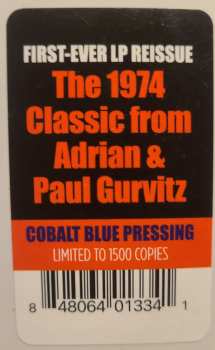 FIRST-EVER LP REISSUE
The 1974
Classic from
Adrian &
Paul Gurvitz
COBALT BLUE PRESSING
LIMITED TO 1500 COPIES
8 48064 01334 1